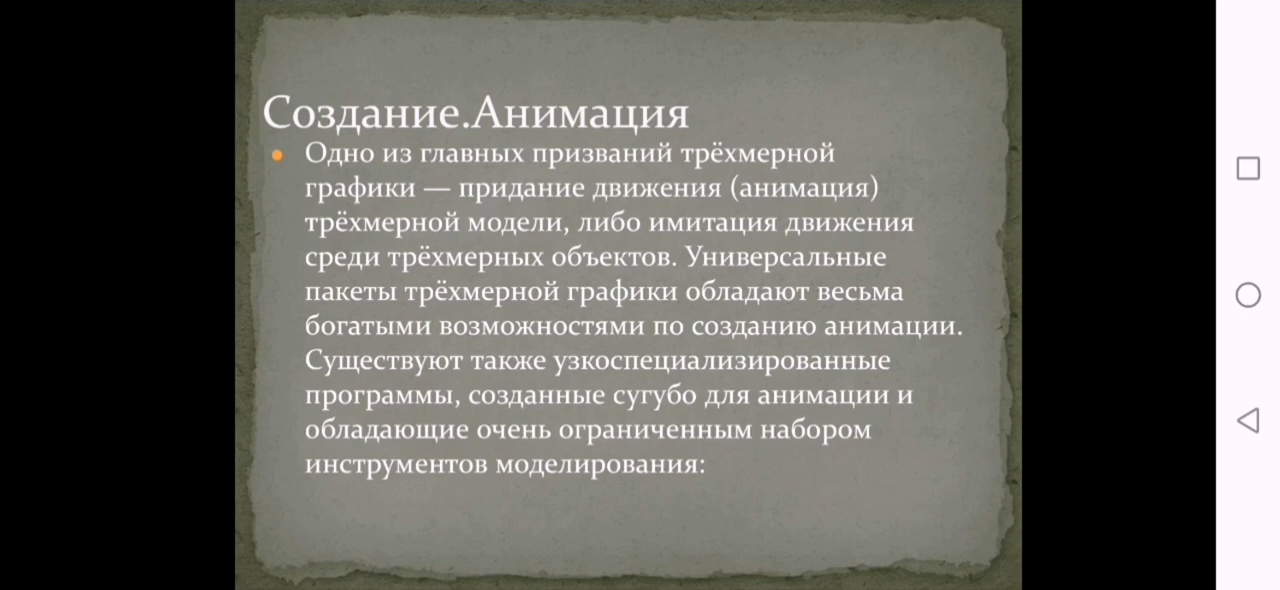 Создание.Анимация
Одно из главных призваний трёхмерной
графики — придание движения (анимация)
трёхмерной модели, либо имитация движения
среди трёхмерных объектов. Универсальные
пакеты трёхмерной графики обладают весьма
богатыми возможностями по созданию анимации.
Существуют также узкоспециализированные
программы, созданные сугубо для анимации и
обладающие очень ограниченным набором
инструментов моделирования: